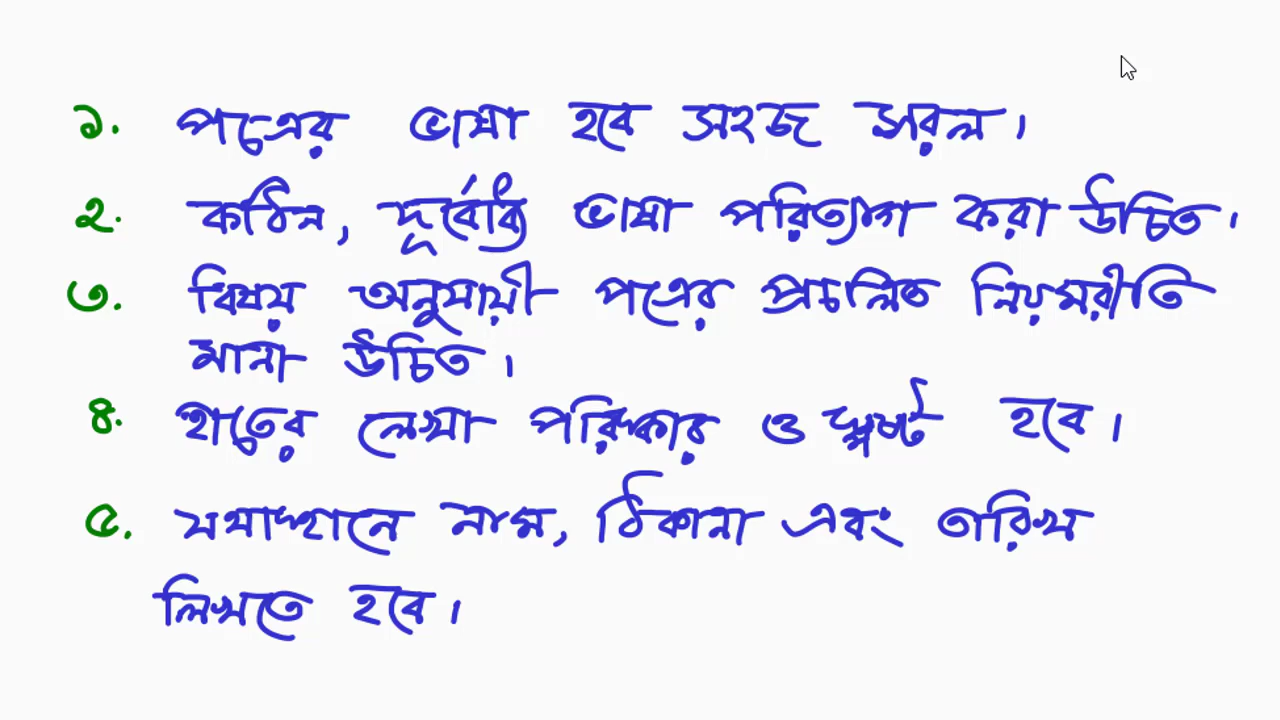 ১. পত্রের ভাষা হবে সহজ সরল।
২. কঠিন, দূর্বোধ্যি ভাষা পরিত্যাগ করা উচিত।
৩. বিষয় অনুযায়ী পত্রের প্রচলিত নিয়মরীতি
মানা উচিত।
৪. হাতের লেখা পরিষ্কার ও স্পষ্ট হবে।
৫. যথাস্থানে নাম, ঠিকানা এবং তারিখ
লিখতে হবে।